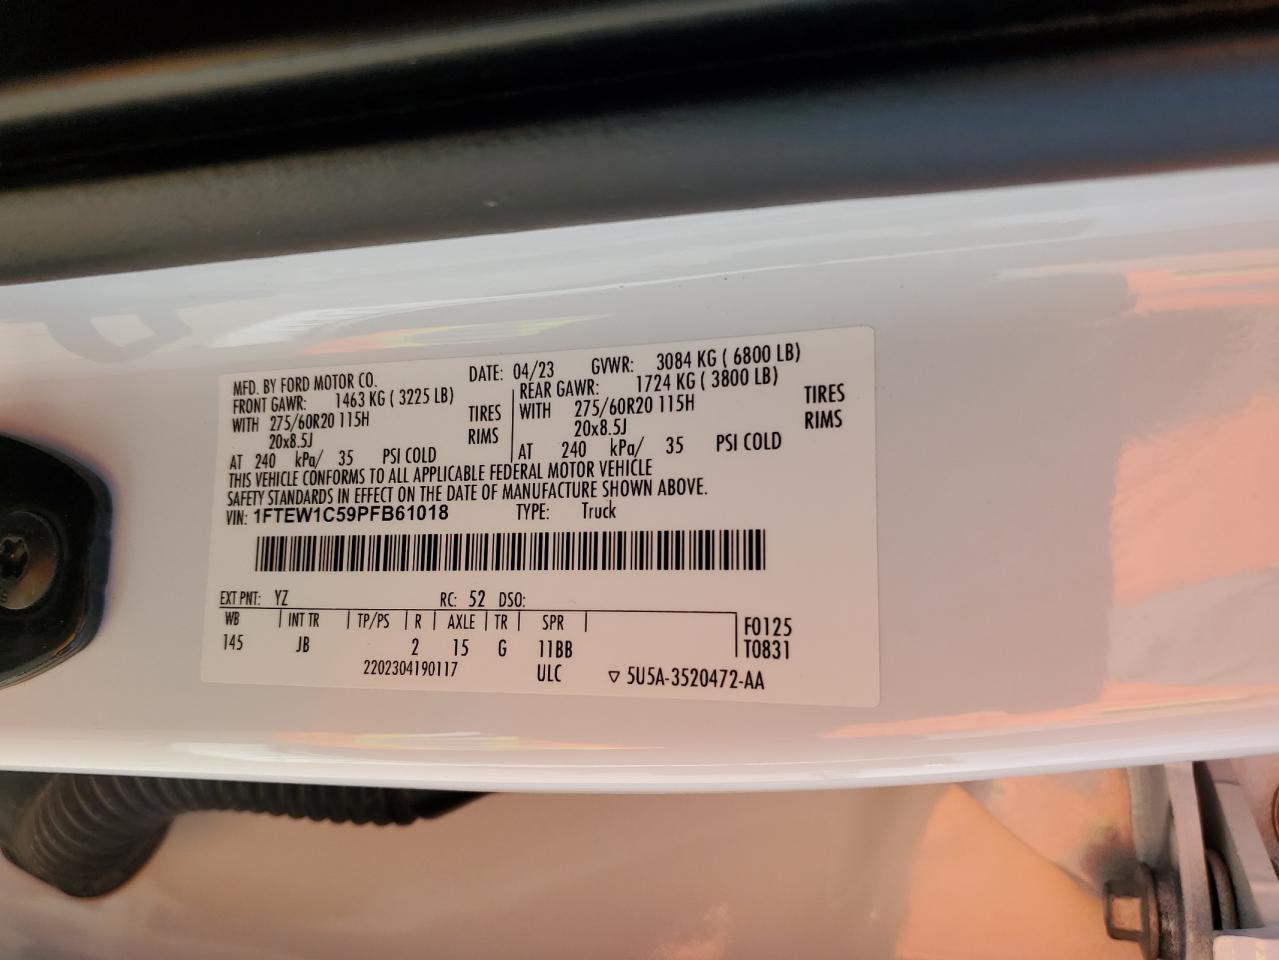 MFD. BY FORD MOTOR CO. DATE: 04/23 GVWR: 3084 KG ( 6800 LB)
FRONT GAWR: 1463 KG ( 3225 LB) REAR GAWR: 1724 KG ( 3800 LB)
WITH 275/60R20 115H TIRES WITH 275/60R20 115H TIRES
20x8.5J RIMS 20x8.5J RIMS
AT 240 kPa/ 35 PSI COLD AT 240 kPa/ 35 PSI COLD
THIS VEHICLE CONFORMS TO ALL APPLICABLE FEDERAL MOTOR VEHICLE
SAFETY STANDARDS IN EFFECT ON THE DATE OF MANUFACTURE SHOWN ABOVE.
VIN: 1FTEW1C59PFB61018 TYPE: Truck
EXT PNT: YZ RC: 52 DSO:
WB INT TR TP/PS R AXLE TR SPR F0125
145 JB 2 15 G 11BB T0831
2202304190117 ULC ▽ 5U5A-3520472-AA